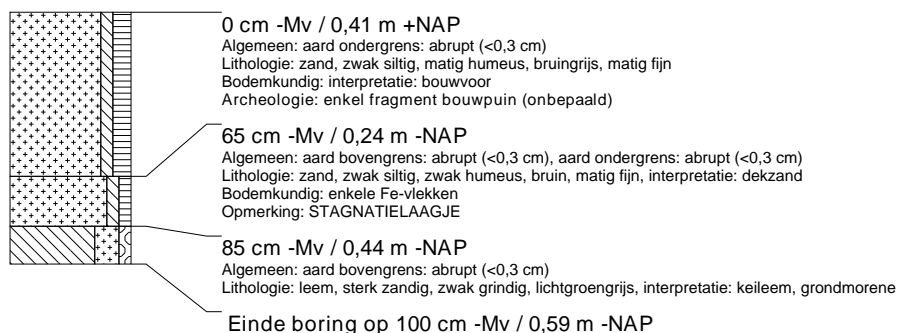 0 cm -Mv / 0,41 m +NAP
Algemeen: aard ondergrens: abrupt (<0,3 cm)
Lithologie: zand, zwak siltig, matig humeus, bruingrijs, matig fijn
Bodemkundig: interpretatie: bouwvoor
Archeologie: enkel fragment bouwpuin (onbepaald)
65 cm -Mv / 0,24 m -NAP
Algemeen: aard bovengrens: abrupt (<0,3 cm), aard ondergrens: abrupt (<0,3 cm)
Lithologie: zand, zwak siltig, zwak humeus, bruin, matig fijn, interpretatie: dekzand
Bodemkundig: enkele Fe-vlekken
Opmerking: STAGNATIELAAGJE
85 cm -Mv / 0,44 m -NAP
Algemeen: aard bovengrens: abrupt (<0,3 cm)
Lithologie: leem, sterk zandig, zwak grindig, lichtgroengrijs, interpretatie: keileem, grondmorene
Einde boring op 100 cm -Mv / 0,59 m -NAP